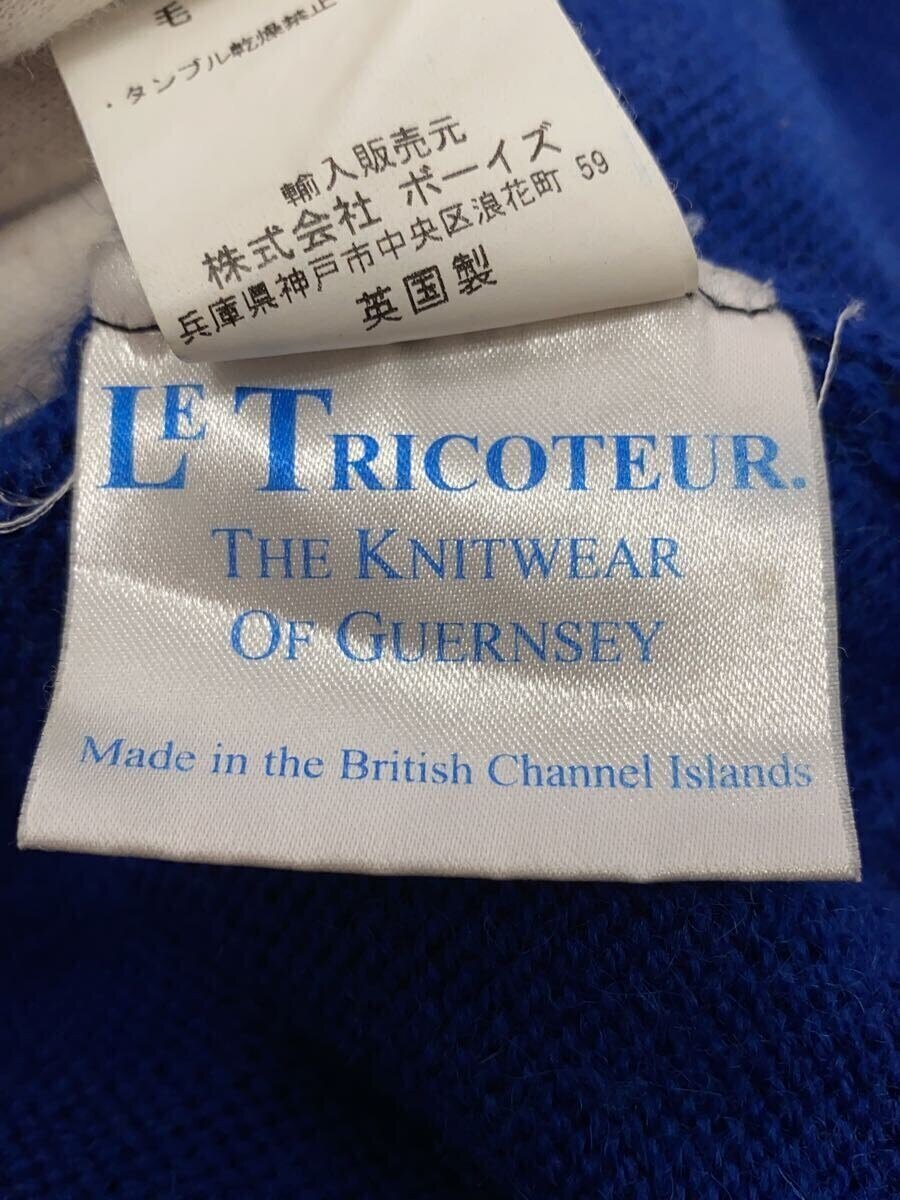 毛
・タンブル乾燥禁止
輸入販売元
株式会社 ボーイズ
兵庫県神戸市中央区浪花町 59
英国製
LE TRICOTEUR.
THE KNITWEAR
OF GUERNSEY
Made in the British Channel Islands